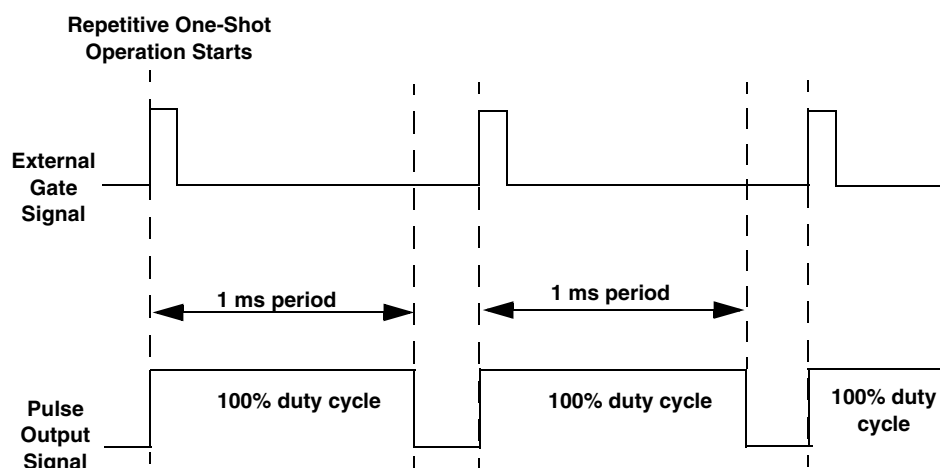 Repetitive One-Shot
Operation Starts
External
Gate
Signal
1 ms period
1 ms period
100% duty cycle
100% duty cycle
100% duty
cycle
Pulse
Output
Signal